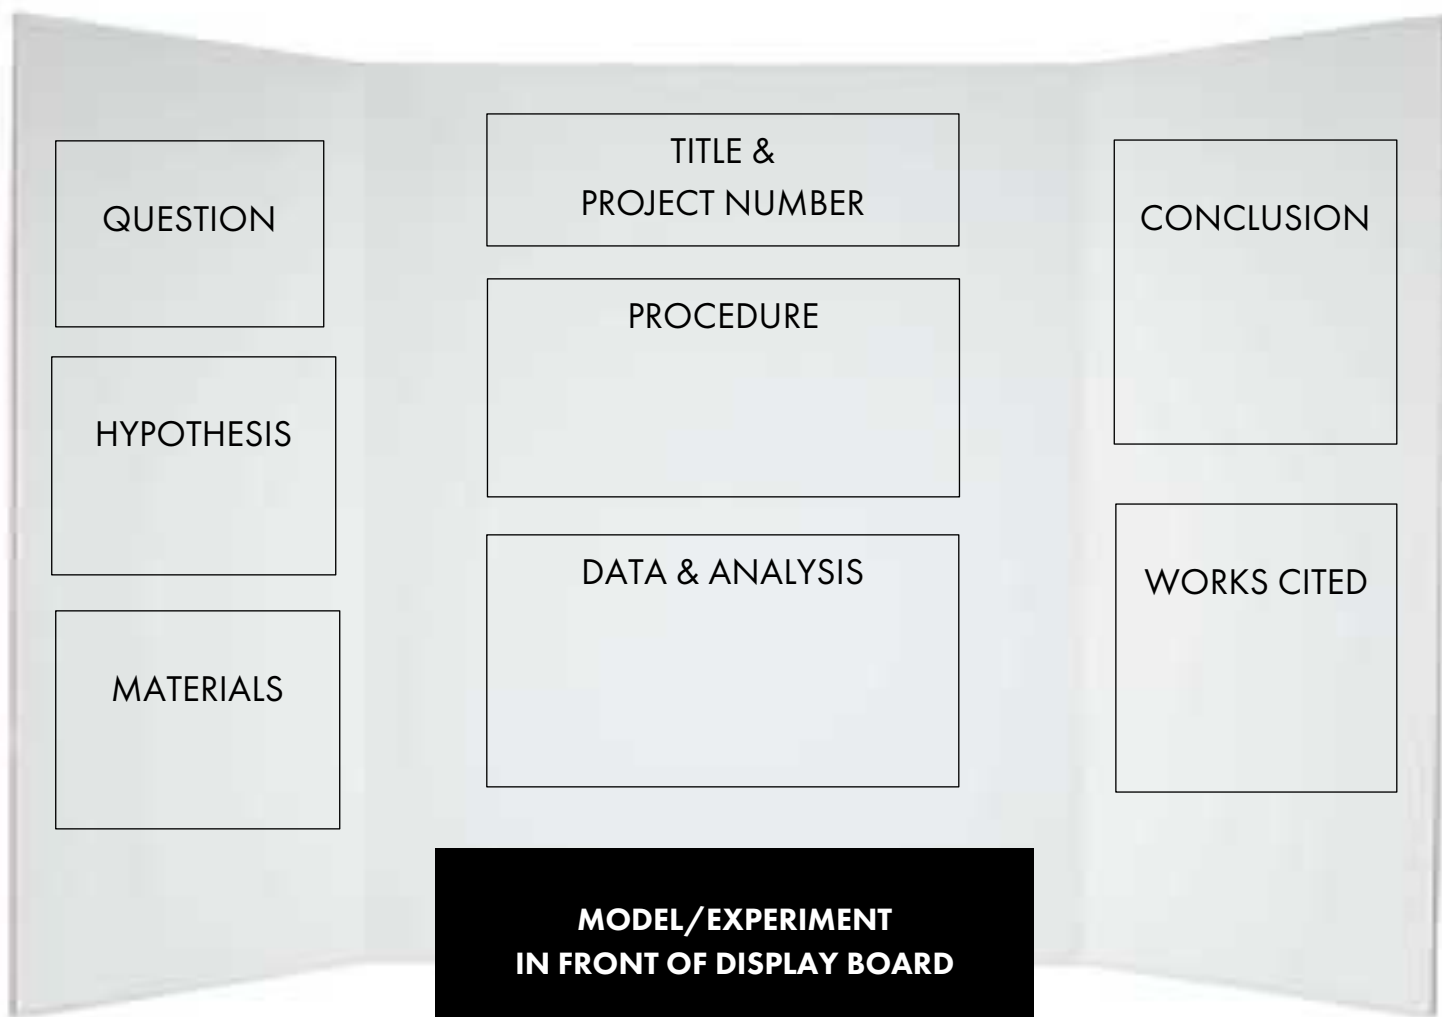 QUESTION
HYPOTHESIS
MATERIALS
TITLE &
PROJECT NUMBER
PROCEDURE
DATA & ANALYSIS
CONCLUSION
WORKS CITED
MODEL/EXPERIMENT
IN FRONT OF DISPLAY BOARD